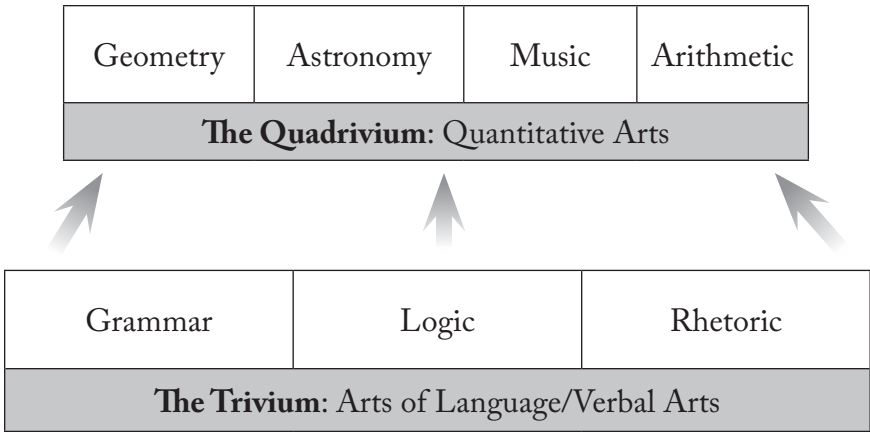 Geometry Astronomy Music Arithmetic
The Quadrivium: Quantitative Arts
Grammar Logic Rhetoric
The Trivium: Arts of Language/Verbal Arts